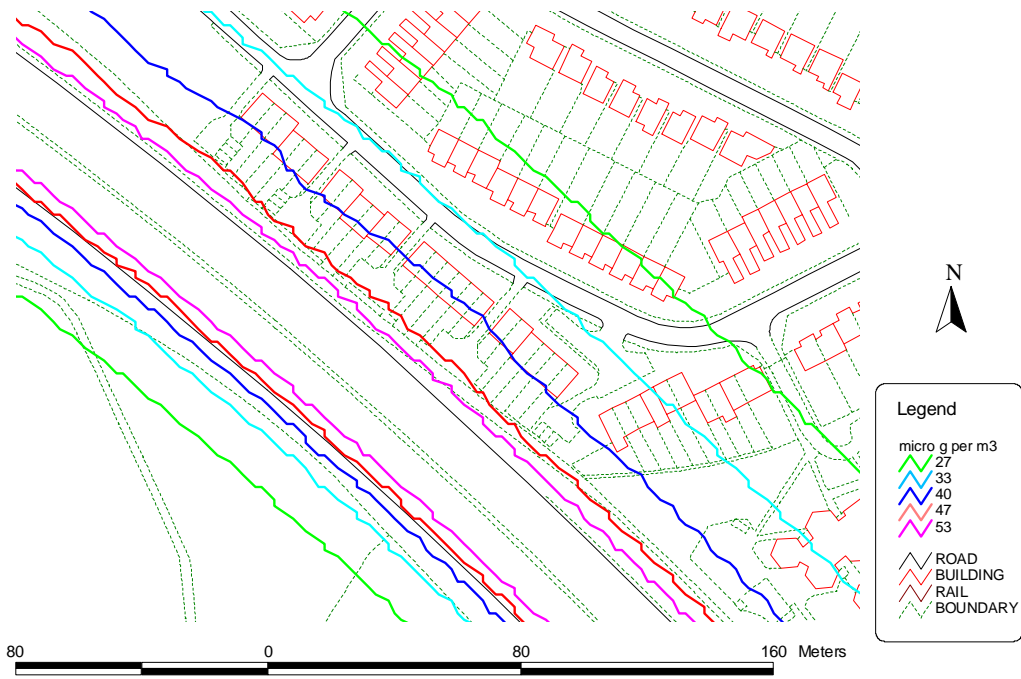 N
Legend
micro g per m3
27
33
40
47
53
ROAD
BUILDING
RAIL
BOUNDARY
80 0 80 160 Meters